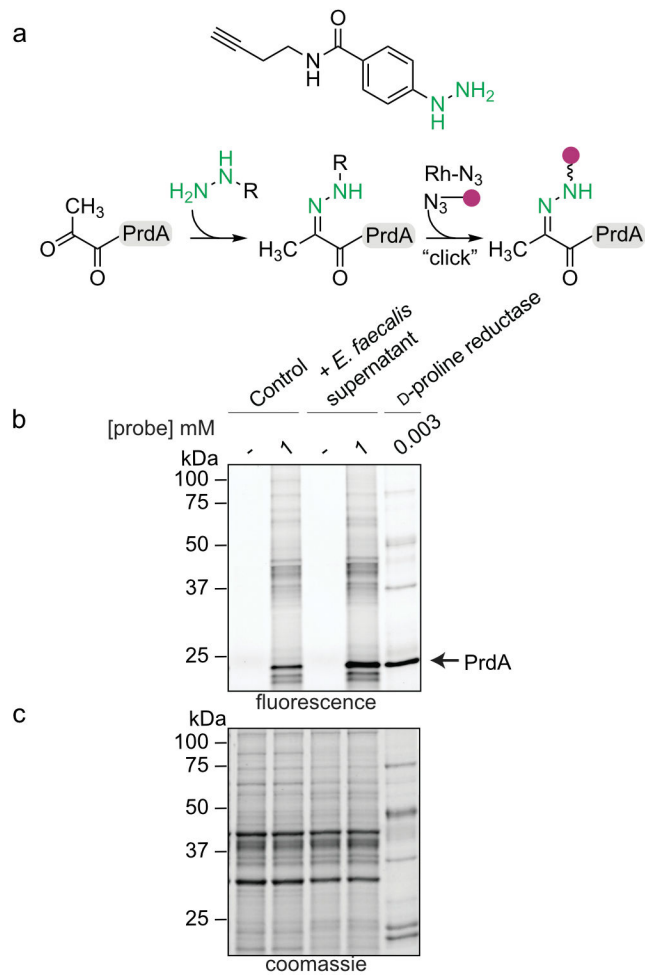 a
O
N
H
N
H
NH₂
H₂N
H
N
R
R
NH
N
Rh-N₃
N₃
"click"
NH
N
CH₃
O
O
PrdA
H₃C
O
PrdA
H₃C
O
PrdA
Control
+ E. faecalis
supernatant
D-proline reductase
b
[probe] mM
-
1
-
1
0.003
kDa
100
75
50
37
25
PrdA
fluorescence
c
kDa
100
75
50
37
25
coomassie